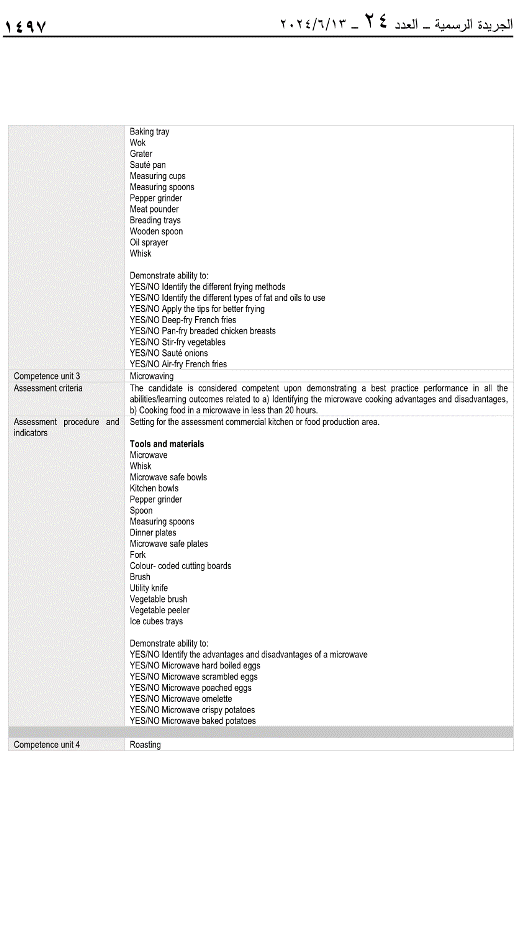 الجريدة الرسمية ــ العدد ٢٤ ــ ٢٠٢٤/٦/١٣
١٤٩٧
Baking tray
Wok
Grater
Sauté pan
Measuring cups
Measuring spoons
Pepper grinder
Meat pounder
Breading trays
Wooden spoon
Oil sprayer
Whisk
Demonstrate ability to:
YES/NO Identify the different frying methods
YES/NO Identify the different types of fat and oils to use
YES/NO Apply the tips for better frying
YES/NO Deep-fry French fries
YES/NO Pan-fry breaded chicken breasts
YES/NO Stir-fry vegetables
YES/NO Sauté onions
YES/NO Air-fry French fries
Competence unit 3
Microwaving
Assessment criteria
The candidate is considered competent upon demonstrating a best practice performance in all the
abilities/learning outcomes related to a) Identifying the microwave cooking advantages and disadvantages,
b) Cooking food in a microwave in less than 20 hours.
Assessment procedure and
indicators
Setting for the assessment commercial kitchen or food production area.
Tools and materials
Microwave
Whisk
Microwave safe bowls
Kitchen bowls
Pepper grinder
Spoon
Measuring spoons
Dinner plates
Microwave safe plates
Fork
Colour- coded cutting boards
Brush
Utility knife
Vegetable brush
Vegetable peeler
Ice cubes trays
Demonstrate ability to:
YES/NO Identify the advantages and disadvantages of a microwave
YES/NO Microwave hard boiled eggs
YES/NO Microwave scrambled eggs
YES/NO Microwave poached eggs
YES/NO Microwave omelette
YES/NO Microwave crispy potatoes
YES/NO Microwave baked potatoes
Competence unit 4
Roasting